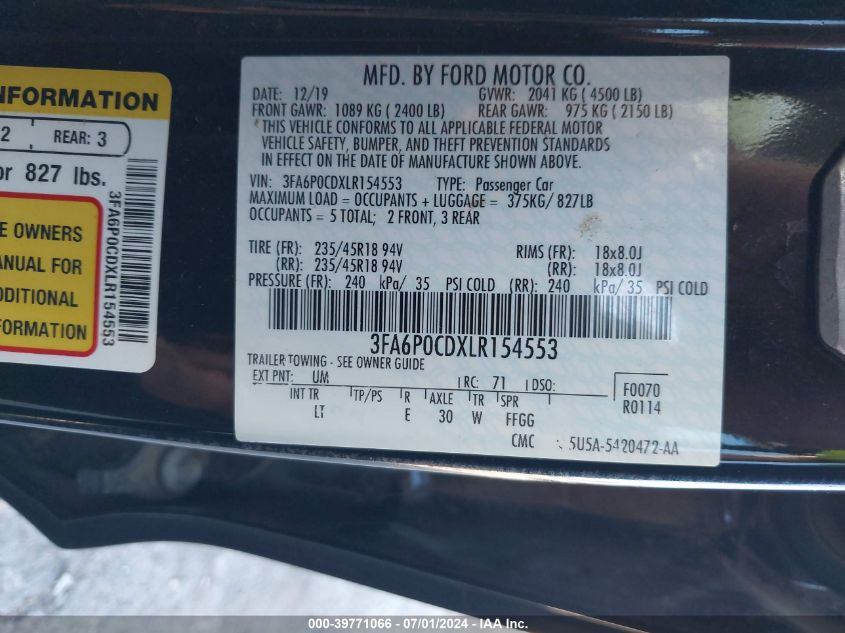 NFORMATION
2 REAR: 3
or 827 lbs.
E OWNERS
ANUAL FOR
DDITIONAL
FORMATION
3FA6P0CDXLR154553
MFD. BY FORD MOTOR CO.
DATE: 12/19 GVWR: 2041 KG ( 4500 LB)
FRONT GAWR: 1089 KG ( 2400 LB) REAR GAWR: 975 KG ( 2150 LB)
THIS VEHICLE CONFORMS TO ALL APPLICABLE FEDERAL MOTOR
VEHICLE SAFETY, BUMPER, AND THEFT PREVENTION STANDARDS
IN EFFECT ON THE DATE OF MANUFACTURE SHOWN ABOVE.
VIN: 3FA6P0CDXLR154553 TYPE: Passenger Car
MAXIMUM LOAD = OCCUPANTS + LUGGAGE = 375KG/ 827LB
OCCUPANTS = 5 TOTAL; 2 FRONT, 3 REAR
TIRE (FR): 235/45R18 94V RIMS (FR): 18x8.0J
(RR): 235/45R18 94V (RR): 18x8.0J
PRESSURE (FR): 240 kPa/ 35 PSI COLD (RR): 240 kPa/ 35 PSI COLD
3FA6P0CDXLR154553
TRAILER TOWING - SEE OWNER GUIDE
EXT PNT: UM RC: 71 DSO: F0070
R0114
INT TR TP/PS R AXLE TR SPR
LT E 30 W FFGG
CMC 5U5A-5420472-AA
000-39771066 - 07/01/2024 - IAA Inc.